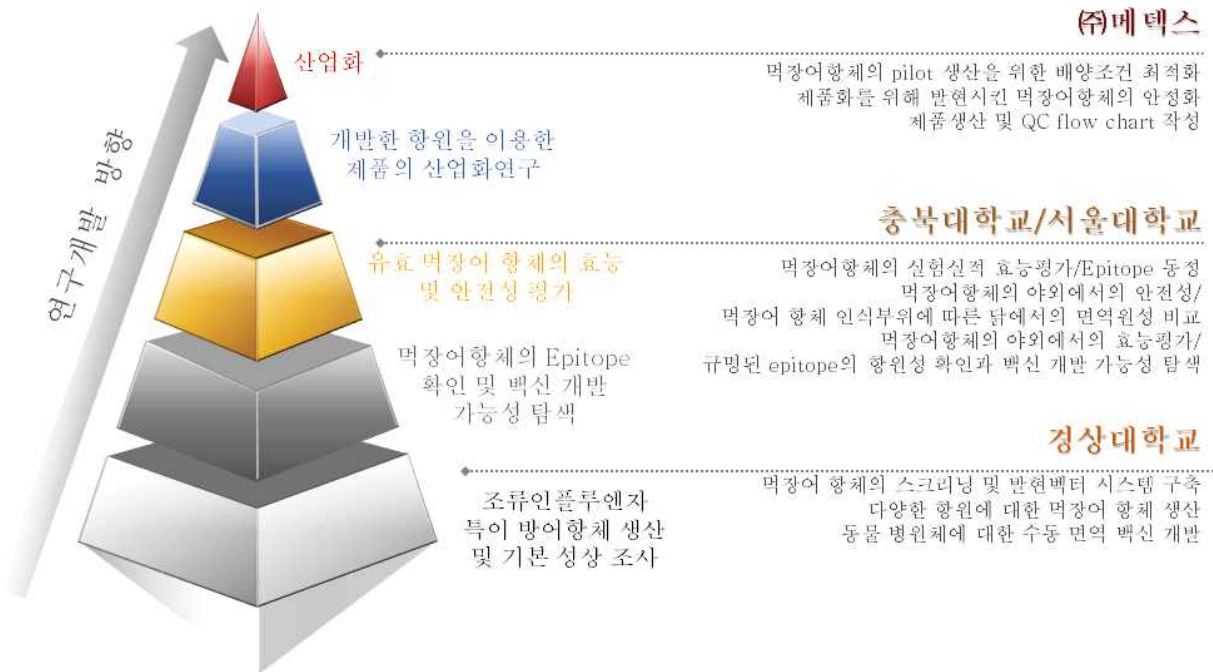 연구개발 방향
산업화
개발한 항원을 이용한
제품의 산업화연구
유효 먹장어 항체의 효능
및 안전성 평가
먹장어항체의 Epitope
확인 및 백신 개발
가능성 탐색
조류인플루엔자
특이 방어항체 생산
및 기본 성상 조사
㈜메덱스
먹장어항체의 pilot 생산을 위한 배양조건 최적화
제품화를 위해 발현시킨 먹장어항체의 안정화
제품생산 및 QC flow chart 작성
충북대학교/서울대학교
먹장어항체의 실험실적 효능평가/Epitope 동정
먹장어항체의 야외에서의 안전성/
먹장어 항체 인식부위에 따른 닭에서의 면역원성 비교
먹장어항체의 야외에서의 효능평가/
규명된 epitope의 항원성 확인과 백신 개발 가능성 탐색
경상대학교
먹장어 항체의 스크리닝 및 발현벡터 시스템 구축
다양한 항원에 대한 먹장어 항체 생산
동물 병원체에 대한 수동 면역 백신 개발